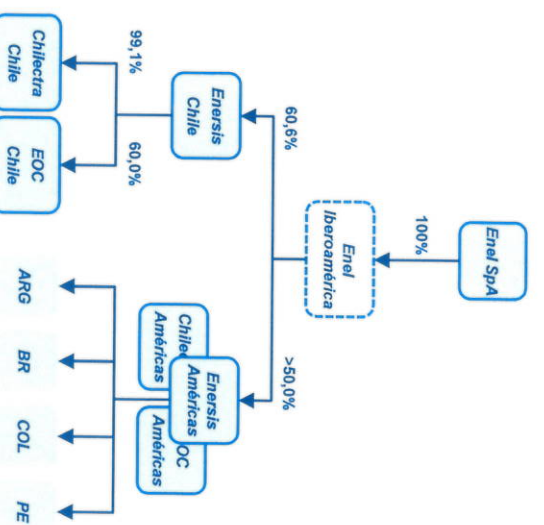 Enel SpA
100%
Enel
Iberoamérica
60,6%
>50,0%
Enersis
Chile
Enersis
Américas
Américas
OC
Américas
99,1%
60,0%
Chilectra
Chile
EOC
Chile
ARG
BR
COL
PE